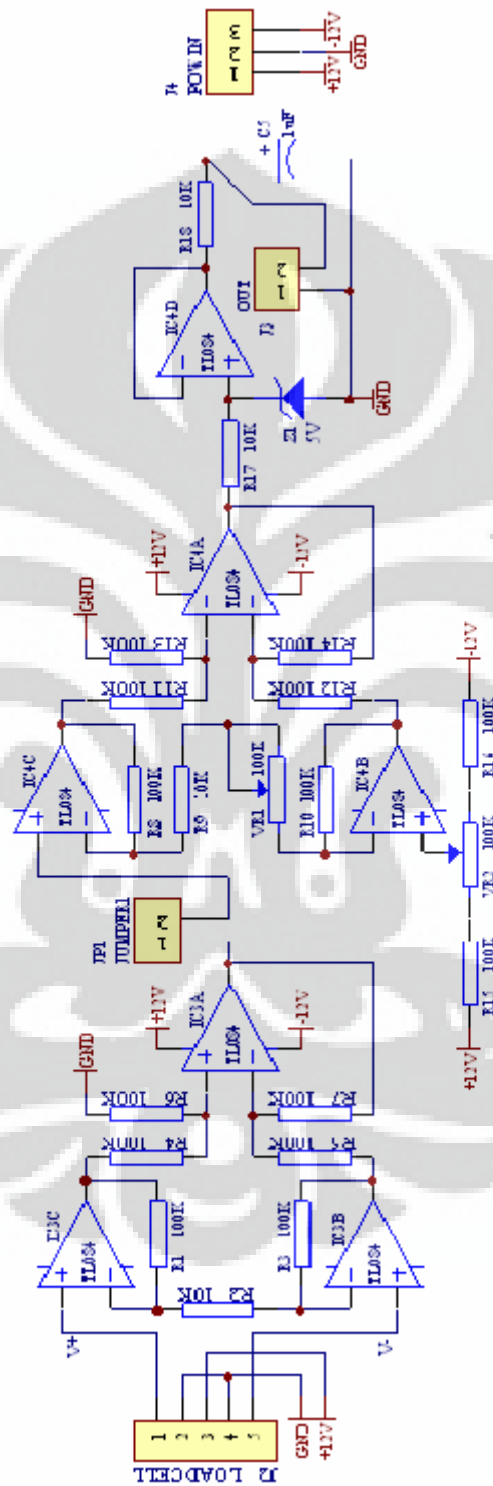 J4
POW IN
3
2
1
-12V
GND
+12V
+ C5
1uF
R18 10K
IC4D
TL084
OUT
2
1
J3
R17 10K
Z1
5V
GND
IC4A
TL084
+12V
-12V
GND
R13 100K
R11 100K
R14 100K
R12 100K
IC4C
TL084
R8 100K
R9 10K
VR1 100K
R10 100K
IC4B
TL084
-12V
R16 100K
VR2 100K
R15 100K
+12V
JP1
JUMPER1
2
1
IC3A
TL084
+12V
-12V
GND
R6 100K
R4 100K
R7 100K
R5 100K
IC3C
TL084
R1 100K
R2 10K
R3 100K
IC3B
TL084
V+
V-
1
2
3
4
5
GND
+12V
J2 LOADCELL